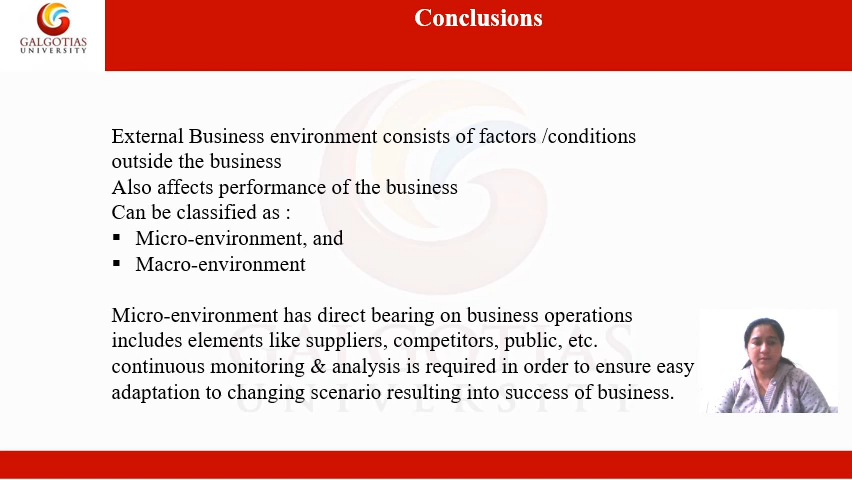 Conclusions
GALGOTIAS
UNIVERSITY
External Business environment consists of factors /conditions
outside the business
Also affects performance of the business
Can be classified as :
▪ Micro-environment, and
▪ Macro-environment
Micro-environment has direct bearing on business operations
includes elements like suppliers, competitors, public, etc.
continuous monitoring & analysis is required in order to ensure easy
adaptation to changing scenario resulting into success of business.
GALGOTIAS
UNIVERSITY